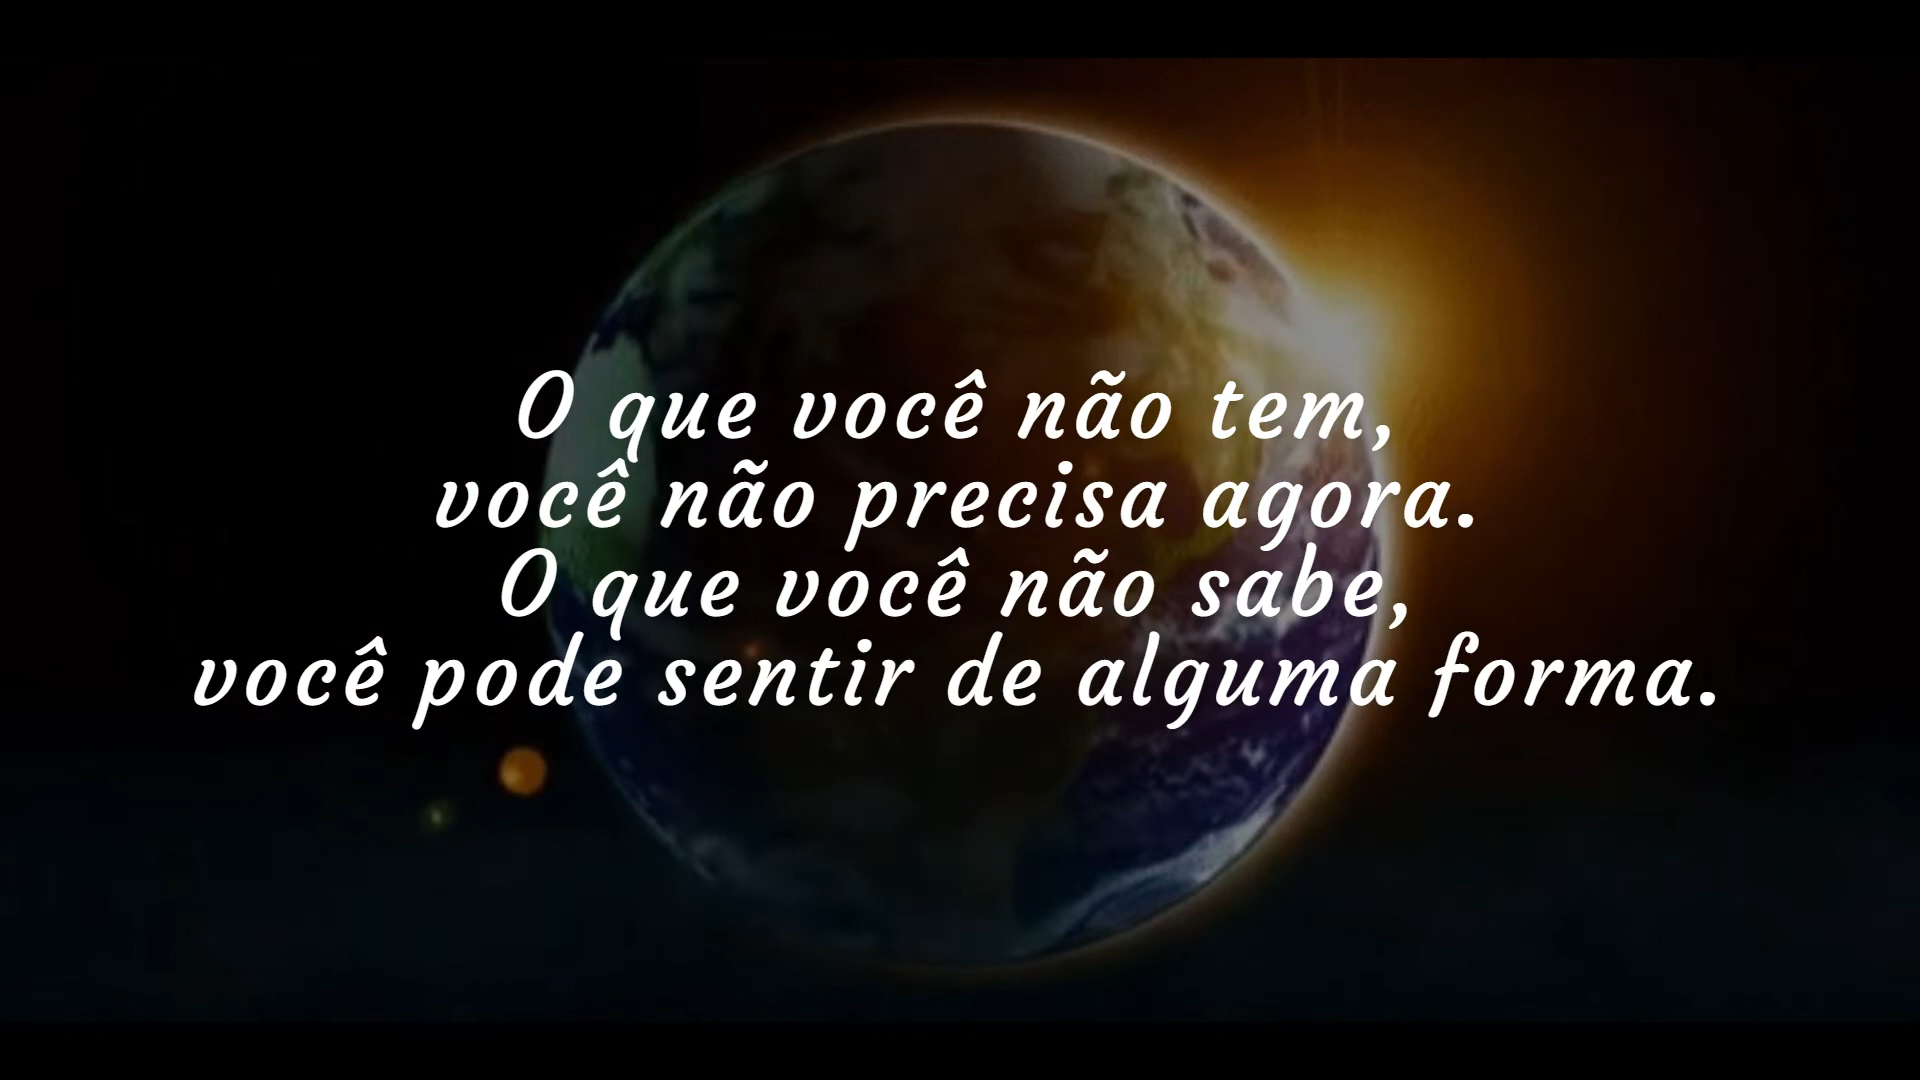 O que você não tem,
você não precisa agora.
O que você não sabe,
você pode sentir de alguma forma.